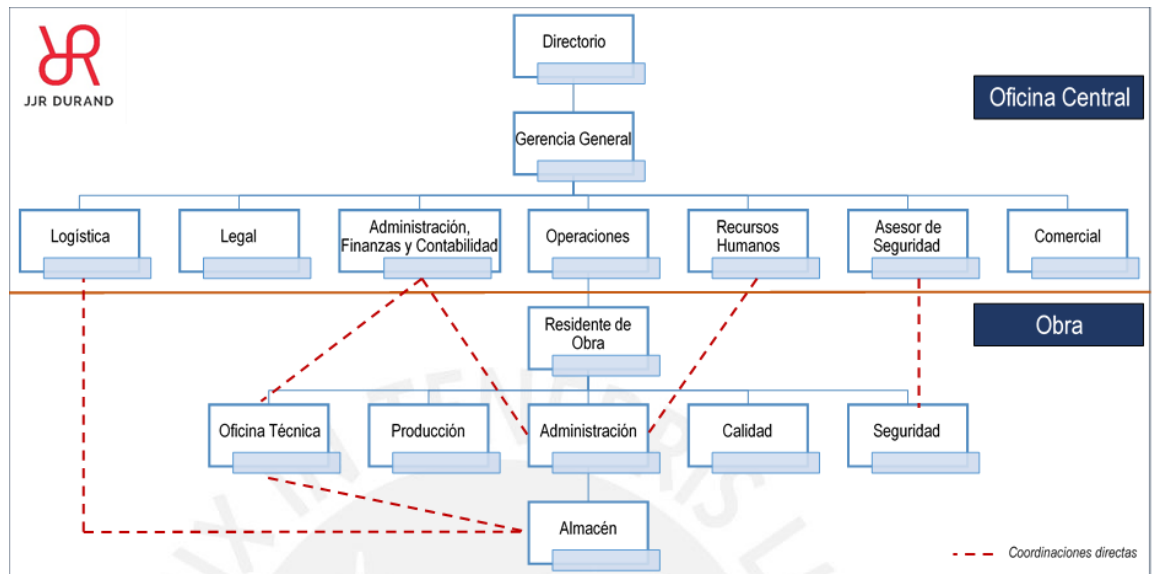 Directorio
JJR DURAND
Oficina Central
Gerencia General
Logística
Legal
Administración,
Finanzas y Contabilidad
Operaciones
Recursos
Humanos
Asesor de
Seguridad
Comercial
Residente de
Obra
Obra
Oficina Técnica
Producción
Administración
Calidad
Seguridad
Almacén
Coordinaciones directas